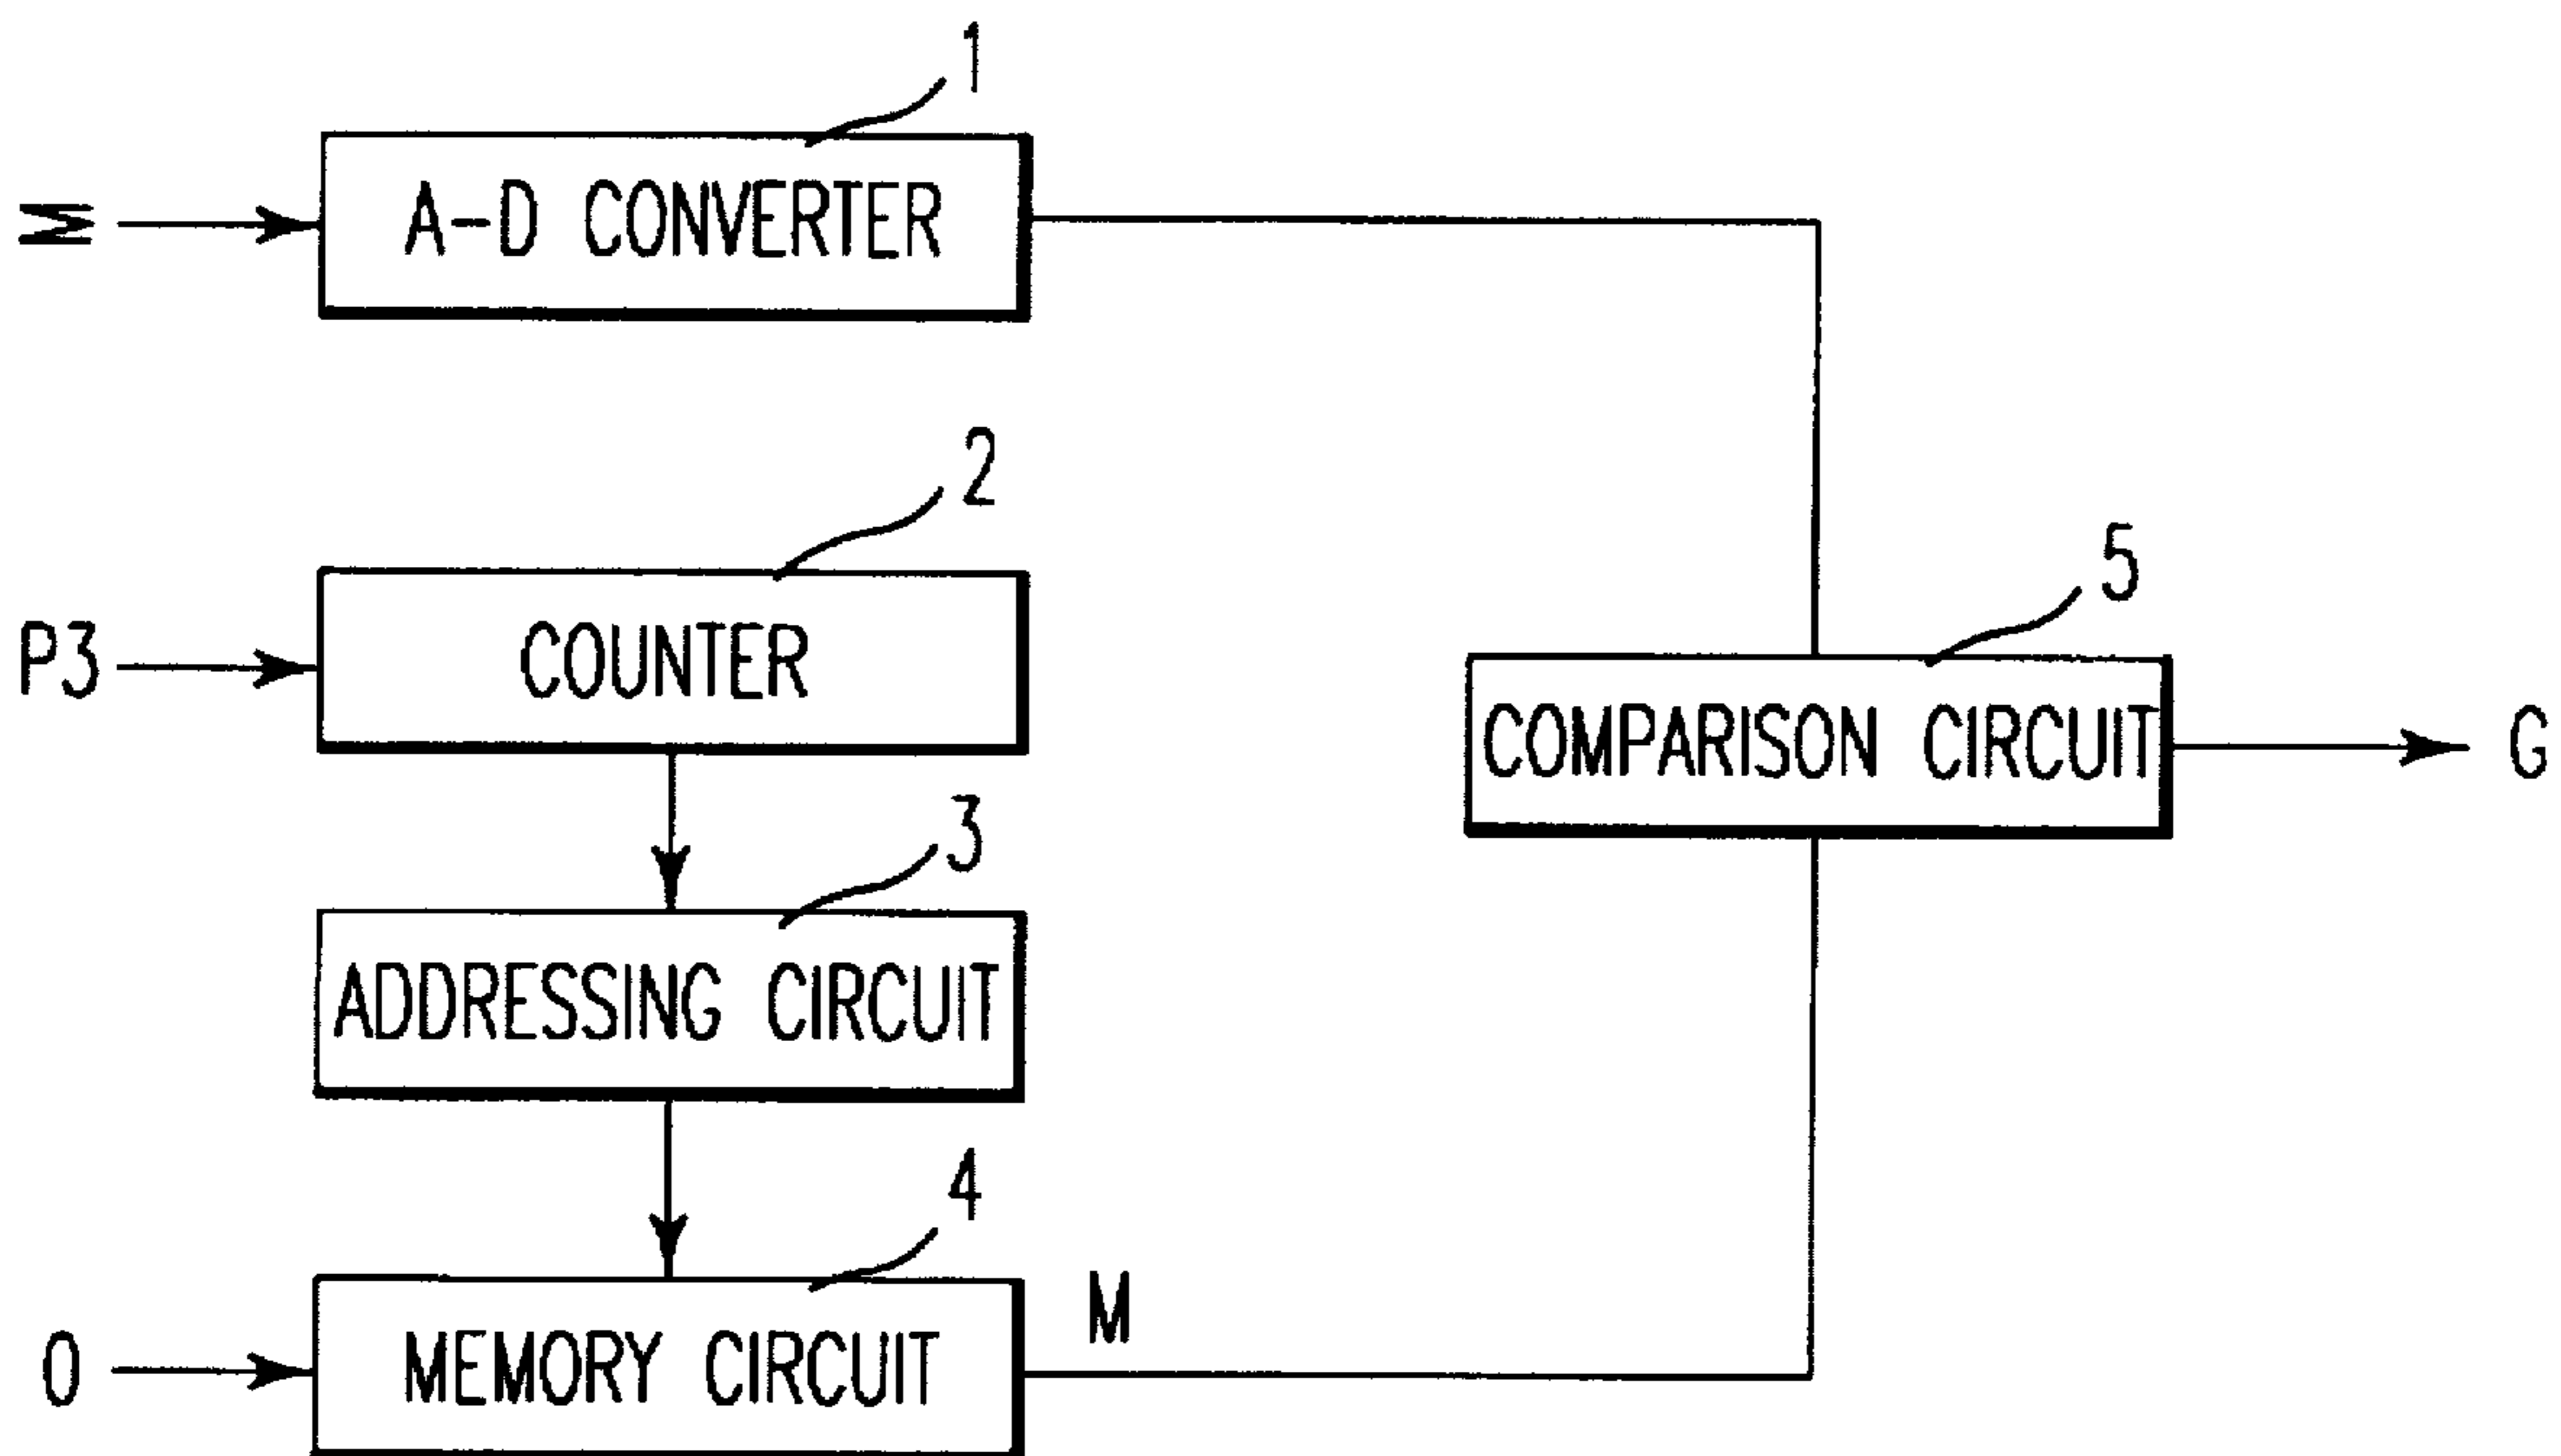 1
M
A-D CONVERTER
2
P3
COUNTER
5
COMPARISON CIRCUIT
G
3
ADDRESSING CIRCUIT
4
M
O
MEMORY CIRCUIT